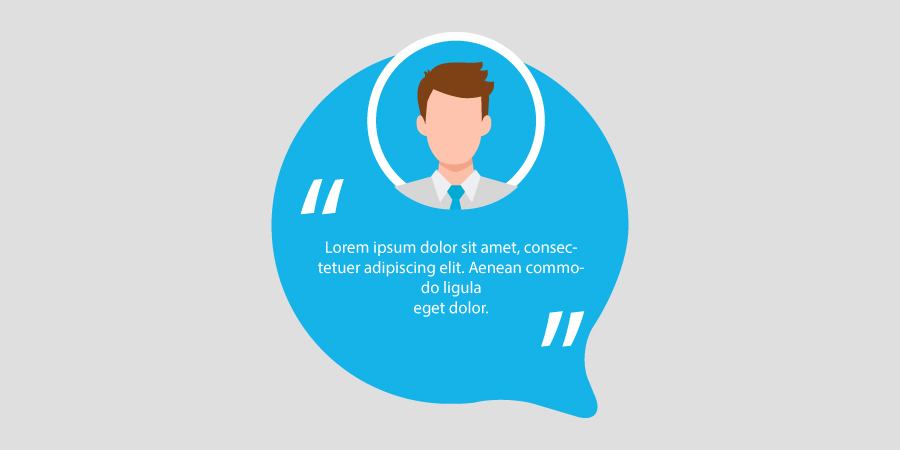 Lorem ipsum dolor sit amet, consec-
tetuer adipiscing elit. Aenean commo-
do ligula
eget dolor.